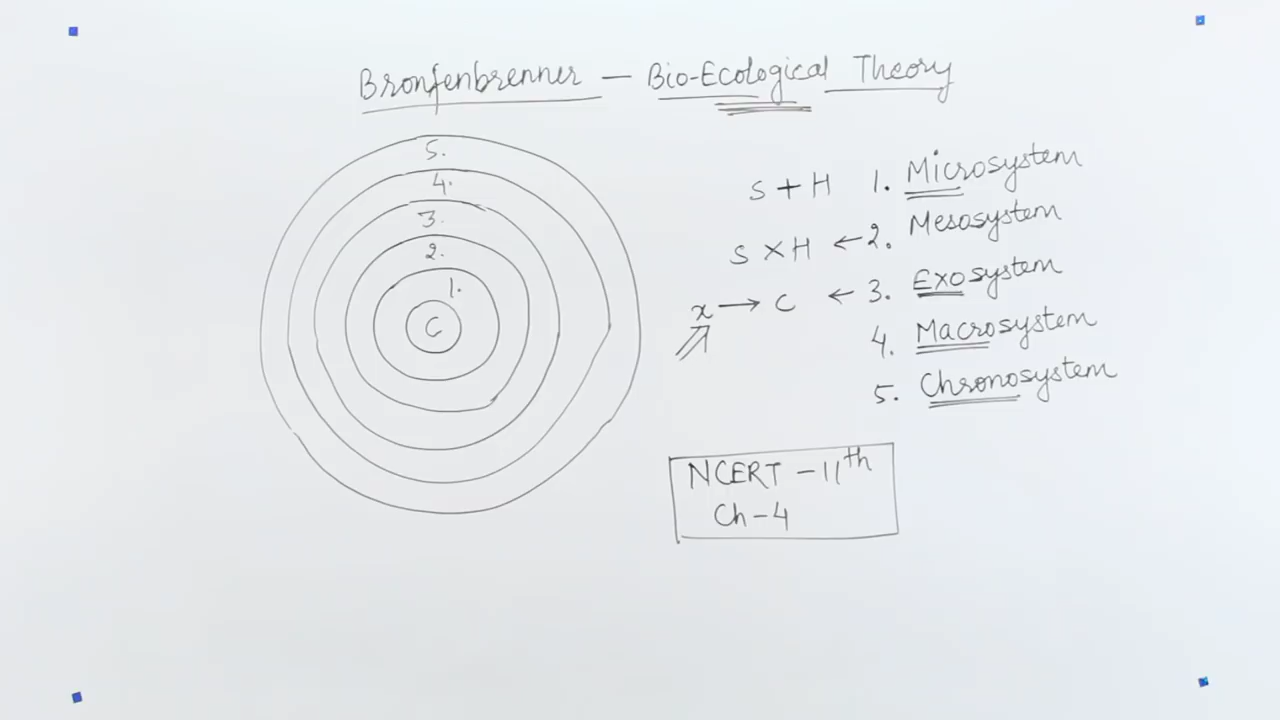 Bronfenbrenner — Bio-Ecological Theory
5.
4.
3.
2.
1.
C
S + H 1. Microsystem
S × H ← 2. Mesosystem
x → C ← 3. Exosystem
4. Macrosystem
5. Chronosystem
NCERT - 11th
Ch - 4